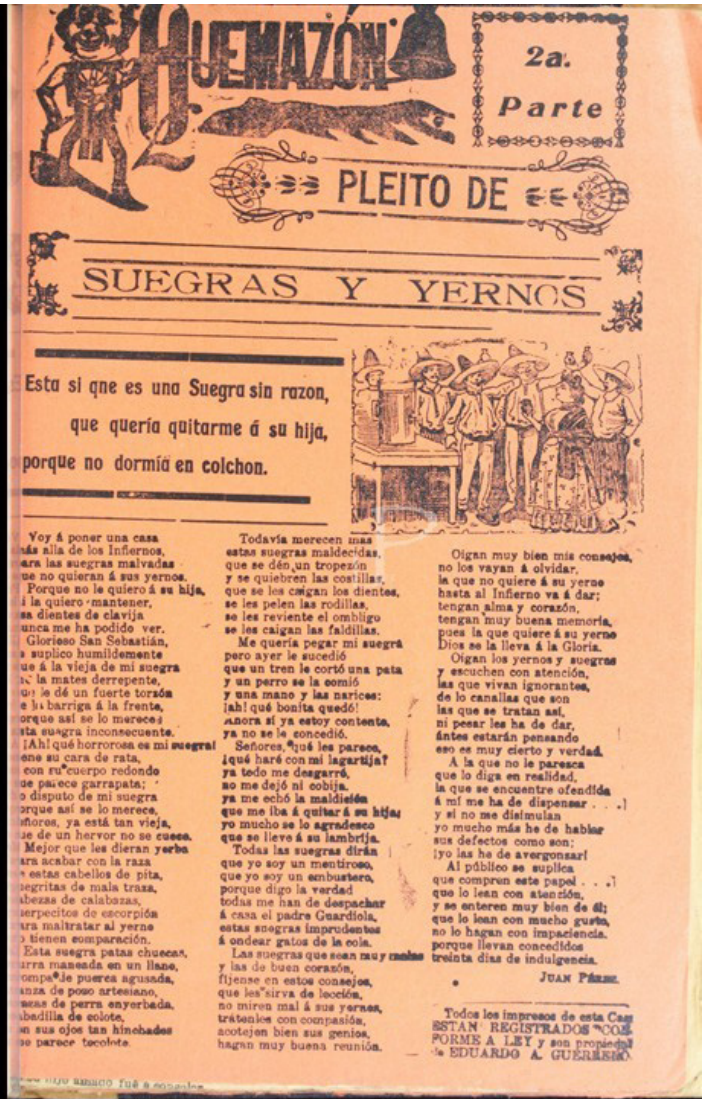 QUEMAZÓN
2a.
Parte
PLEITO DE
SUEGRAS Y YERNOS
Esta si qne es una Suegra sin razon,
que quería quitarme á su hija,
porque no dormía en colchon.
Voy á poner una casa
más alla de los Infiernos,
para las suegras malvadas
que no quieran á sus yernos.
Porque no le quiero á su hija,
ni la quiero mantener,
esa dientes de clavija
nunca me ha podido ver.
Glorioso San Sebastián,
suplico humildemente
que á la vieja de mi suegra
la mates derrepente,
que le dé un fuerte torsón
de la barriga á la frente,
porque así se lo mereces
esta suegra inconsecuente.
¡Ah! qué horrorosa es mi suegra!
tiene su cara de rata,
con su cuerpo redondo
que parece garrapata;
disputo de mi suegra
porque así se lo merece,
señores, ya está tan vieja,
que de un hervor no se cuece.
Mejor que les dieran yerba
para acabar con la raza
de estas cabellos de pita,
negritas de mala traza,
cabezas de calabazas,
cuerpecitos de escorpión
para maltratar al yerno
no tienen comparación.
Esta suegra patas chuecas,
burra maneada en un llano,
trompa de puerca agusada,
panza de poso artesiano,
de perra enyerbada,
rabadilla de colote,
con sus ojos tan hinchados
que parece tecolote.
Todavía merecen mas
estas suegras maldecidas,
que se dén un tropezón
y se quiebren las costillas,
que se les caigan los dientes,
se les pelen las rodillas,
se les reviente el ombligo
se les caigan las faldillas.
Me quería pegar mi suegra
pero ayer le sucedió
que un tren le cortó una pata
y un perro se la comió
y una mano y las narices:
¡ah! qué bonita quedó!
Ahora sí ya estoy contento,
ya no se le concedió.
Señores, qué les parece,
¿qué haré con mi lagartija?
ya todo me desgarró,
no me dejó ni cobija.
ya me echó la maldición
que me iba á quitar á su hija;
yo mucho se lo agradesco
que se lleve á su lambrija.
Todas las suegras dirán
que yo soy un mentiroso,
que yo soy un embustero,
porque digo la verdad
todas me han de despachar
á casa el padre Guardiola,
estas suegras imprudentes
á ondear gatos de la cola.
Las suegras que sean muy malas
y las de buen corazón,
fíjense en estos consejos,
que les sirva de lección,
no miren mal á sus yernos,
trátenlos con compasión,
acotejen bien sus genios,
hagan muy buena reunión.
Oigan muy bien mis consejos,
no los vayan á olvidar,
la que no quiere á su yerno
hasta al Infierno va á dar;
tengan alma y corazón,
tengan muy buena memoria,
pues la que quiere á su yerno
Dios se la lleva á la Gloria.
Oigan los yernos y suegras
y escuchen con atención,
las que vivan ignorantes,
de lo canallas que son
las que se tratan así,
ni pesar les ha de dar,
ántes estarán pensando
eso es muy cierto y verdad.
A la que no le paresca
que lo diga en realidad,
la que se encuentre ofendida
á mí me ha de dispensar . . .]
y si no me disimulan
yo mucho más he de hablar
sus defectos como son;
¡yo las he de avergonsar!
Al público se suplica
que compren este papel . . .]
que lo lean con atención,
y se enteren muy bien de él;
que lo lean con mucho gusto,
no lo hagan con impaciencia.
porque llevan concedidos
treinta días de indulgencia.
JUAN PÉREZ.
Todos los impresos de esta Casa
ESTAN REGISTRADOS CON-
FORME A LEY y son propiedad
de EDUARDO A. GUERRERO.
hijo amado fué á